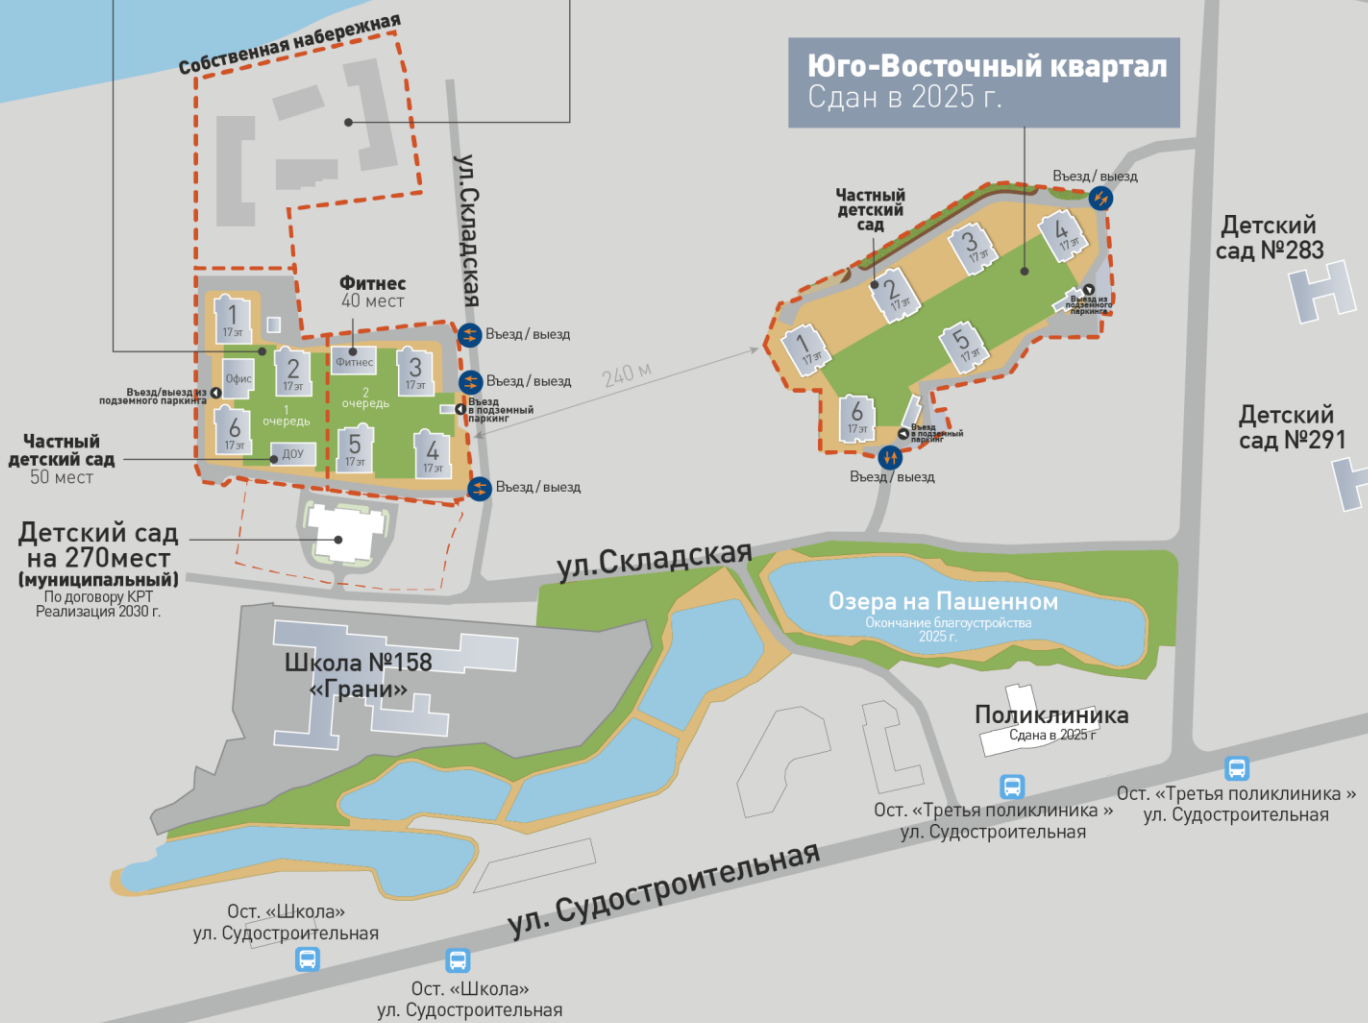 Собственная набережная
Юго-Восточный квартал
Сдан в 2025 г.
ул.Складская
Въезд/выезд
Частный
детский
сад
Детский
сад №283
Фитнес
40 мест
1
17 эт
2
17 эт
Фитнес
3
17 эт
Офис
Въезд/выезд
Въезд/выезд
Въезд/выезд из
подземного паркинга
1
очередь
2
очередь
Въезд
в подземный
паркинг
6
17 эт
ДОУ
5
17 эт
4
17 эт
Въезд/выезд
240 м
1
17 эт
2
17 эт
3
17 эт
4
17 эт
5
17 эт
6
17 эт
Выезд из
подземного
паркинга
Въезд
в подземный
паркинг
Въезд/выезд
Детский
сад №291
Частный
детский сад
50 мест
Детский сад
на 270мест
(муниципальный)
По договору КРТ
Реализация 2030 г.
ул.Складская
Озера на Пашенном
Окончание благоустройства
2025 г.
Школа №158
«Грани»
Поликлиника
Сдана в 2025 г
Ост. «Третья поликлиника »
ул. Судостроительная
Ост. «Третья поликлиника »
ул. Судостроительная
ул. Судостроительная
Ост. «Школа»
ул. Судостроительная
Ост. «Школа»
ул. Судостроительная